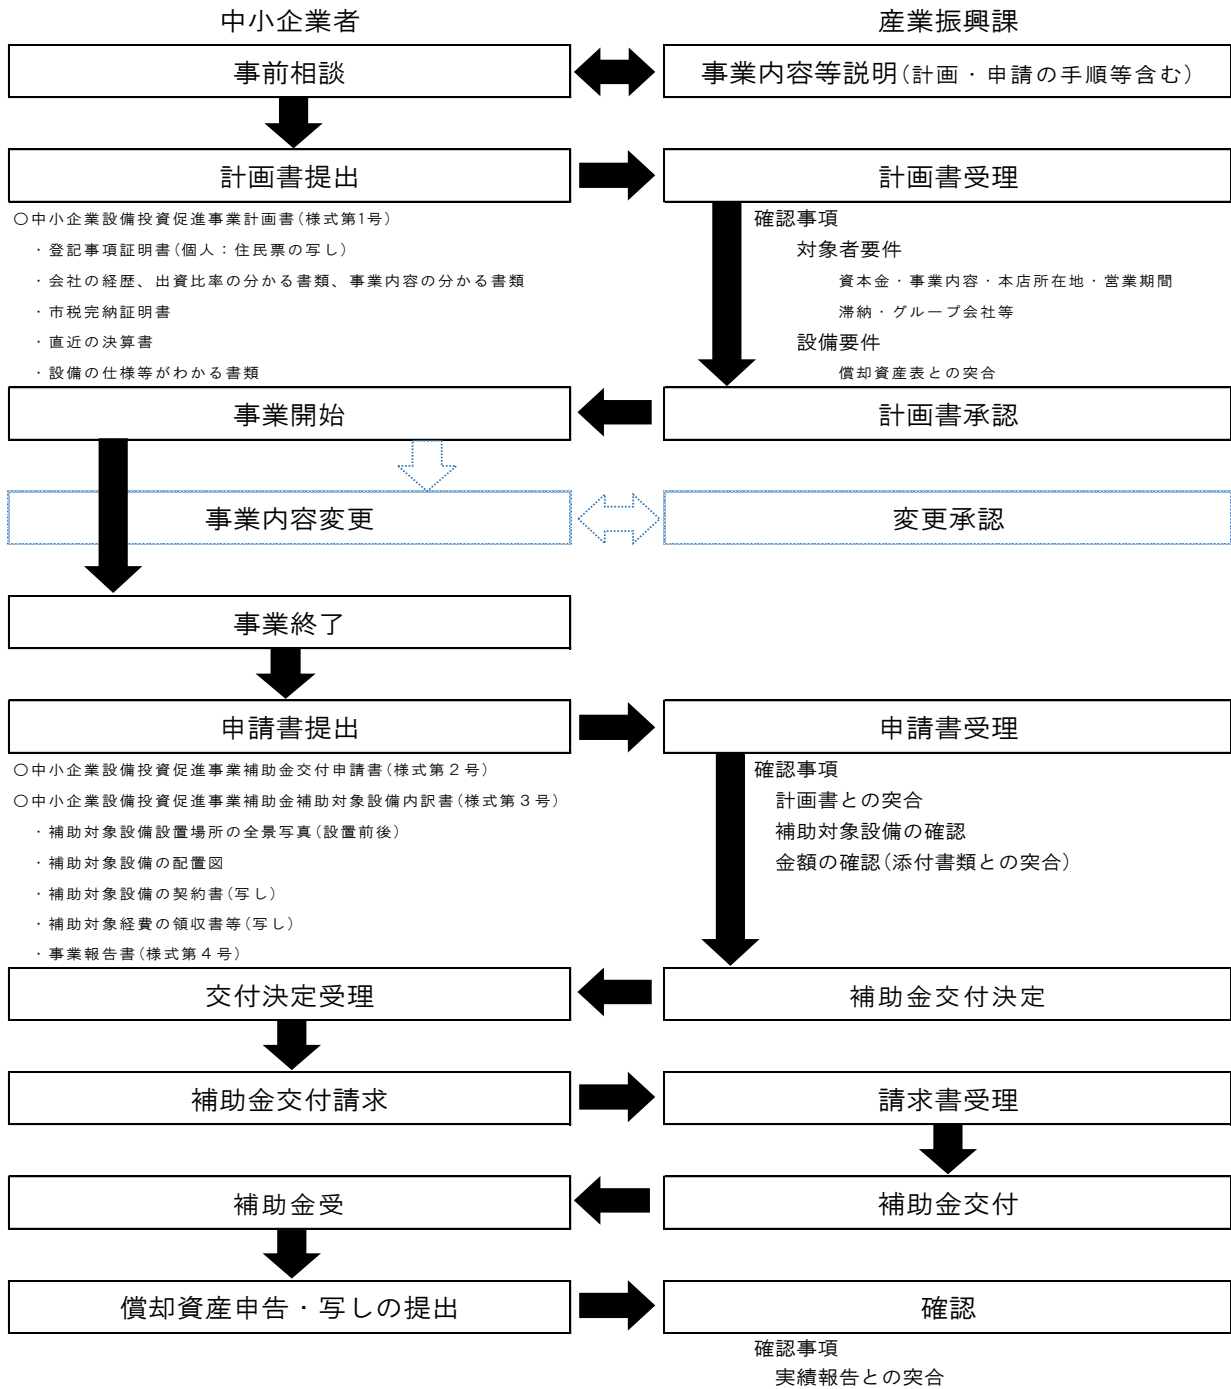 中小企業者
産業振興課
事前相談
事業内容等説明(計画・申請の手順等含む)
計画書提出
計画書受理
〇中小企業設備投資促進事業計画書(様式第1号)
・登記事項証明書(個人：住民票の写し)
・会社の経歴、出資比率の分かる書類、事業内容の分かる書類
・市税完納証明書
・直近の決算書
・設備の仕様等がわかる書類
確認事項
対象者要件
資本金・事業内容・本店所在地・営業期間
滞納・グループ会社等
設備要件
償却資産表との突合
事業開始
計画書承認
事業内容変更
変更承認
事業終了
申請書提出
申請書受理
〇中小企業設備投資促進事業補助金交付申請書(様式第２号)
〇中小企業設備投資促進事業補助金補助対象設備内訳書(様式第３号)
・補助対象設備設置場所の全景写真(設置前後)
・補助対象設備の配置図
・補助対象設備の契約書(写し)
・補助対象経費の領収書等(写し)
・事業報告書(様式第４号)
確認事項
計画書との突合
補助対象設備の確認
金額の確認(添付書類との突合)
交付決定受理
補助金交付決定
補助金交付請求
請求書受理
補助金受
補助金交付
償却資産申告・写しの提出
確認
確認事項
実績報告との突合